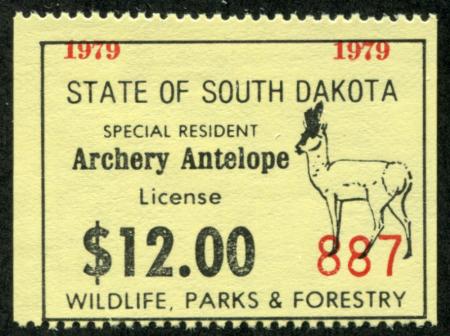 1979 1979
STATE OF SOUTH DAKOTA
SPECIAL RESIDENT
Archery Antelope
License
$12.00
887
WILDLIFE, PARKS & FORESTRY